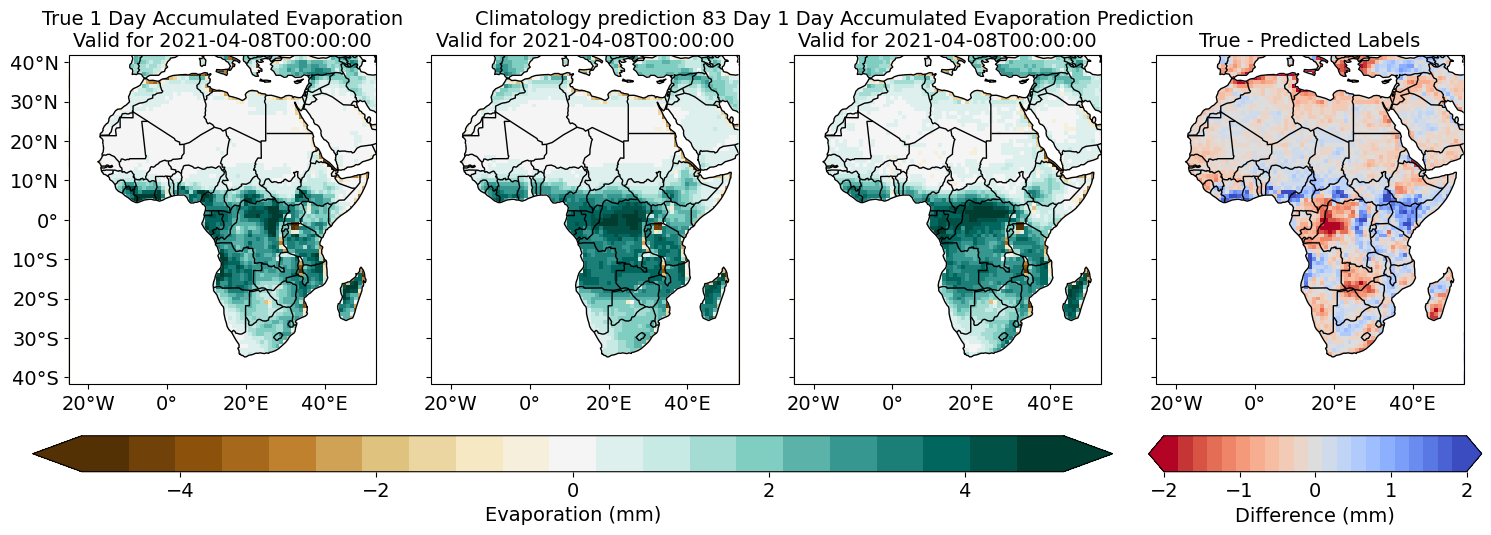 True 1 Day Accumulated Evaporation
Valid for 2021-04-08T00:00:00
Climatology prediction 83 Day 1 Day Accumulated Evaporation Prediction
Valid for 2021-04-08T00:00:00
Valid for 2021-04-08T00:00:00
True - Predicted Labels
40°N
30°N
20°N
10°N
0°
10°S
20°S
30°S
40°S
20°W 0° 20°E 40°E
20°W 0° 20°E 40°E
20°W 0° 20°E 40°E
20°W 0° 20°E 40°E
−4 −2 0 2 4
Evaporation (mm)
−2 −1 0 1 2
Difference (mm)